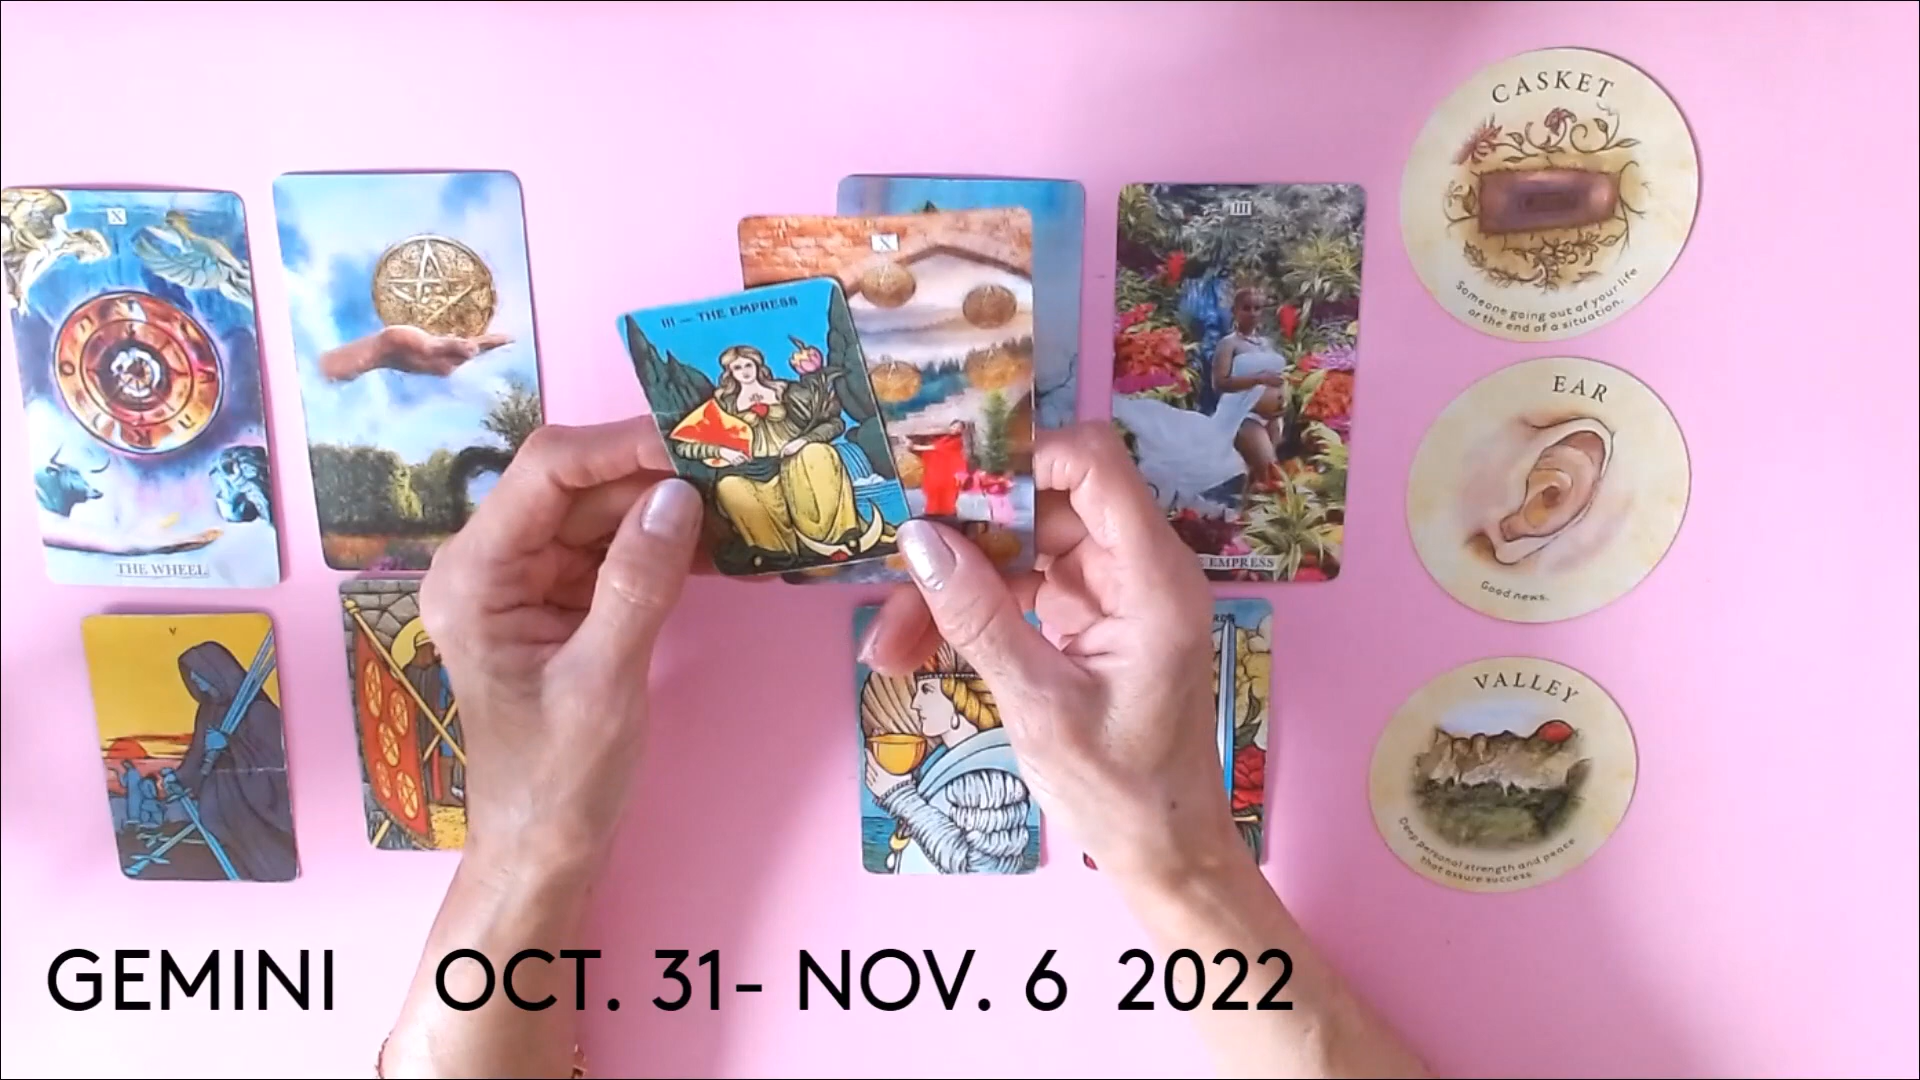 X
THE WHEEL
V
III — THE EMPRESS
X
III
EMPRESS
CASKET
Someone going out of your life
or the end of a situation.
EAR
Good news.
VALLEY
Deep personal strength and peace
that assure success.
GEMINI OCT. 31- NOV. 6 2022